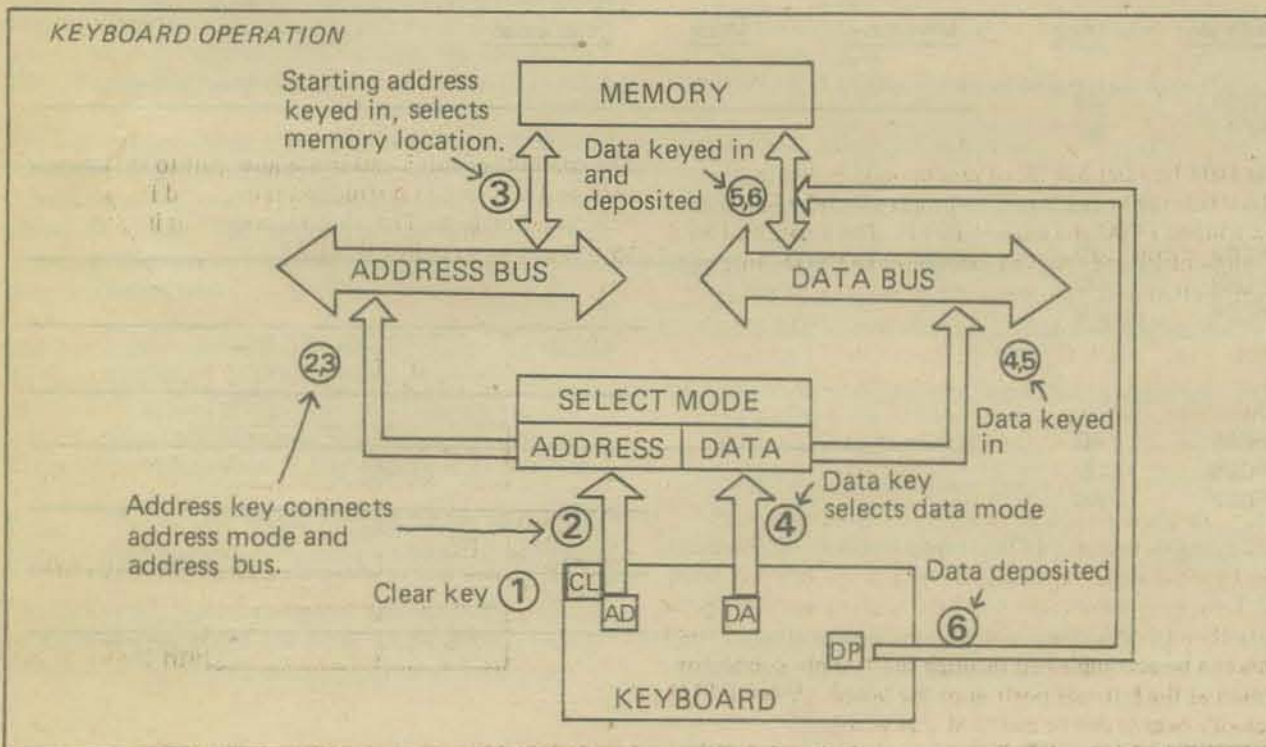 KEYBOARD OPERATION
Starting address
keyed in, selects
memory location.
3
MEMORY
Data keyed in
and
deposited
5,6
ADDRESS BUS
DATA BUS
2,3
4,5
Data keyed
in
SELECT MODE
ADDRESS DATA
Address key connects
address mode and
address bus.
2
4
Data key
selects data mode
Clear key 1
CL
AD
DA
Data deposited
6
DP
KEYBOARD